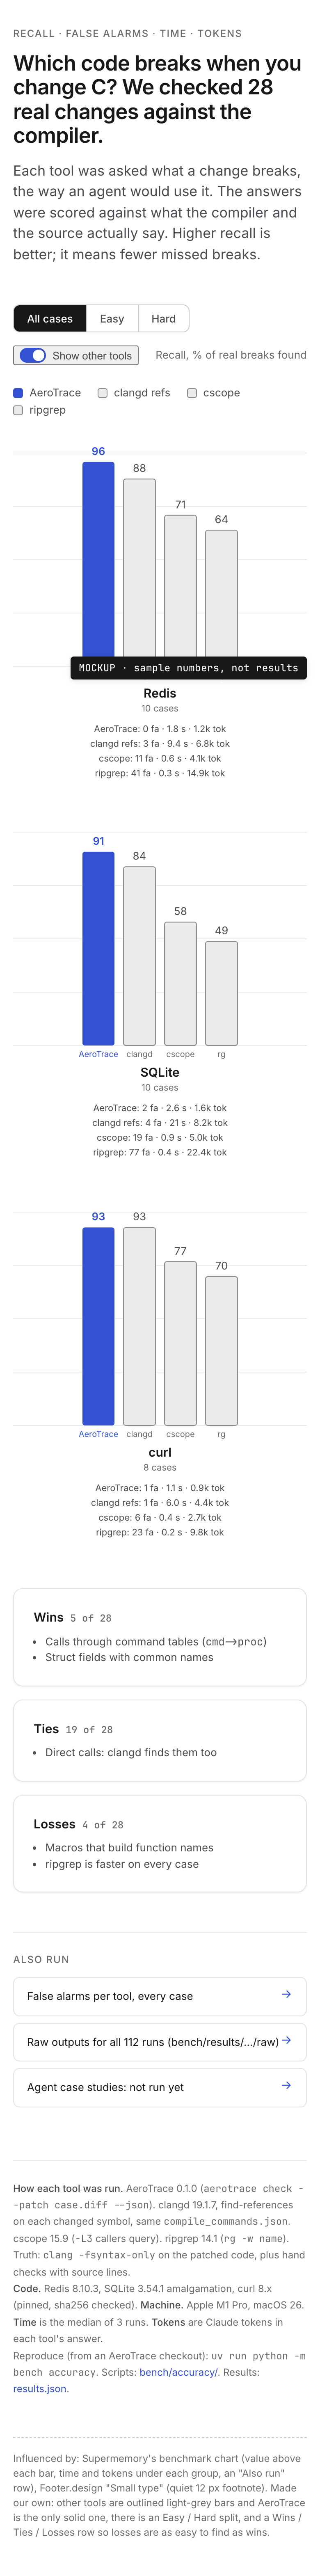 RECALL · FALSE ALARMS · TIME · TOKENS
Which code breaks when you
change C? We checked 28
real changes against the
compiler.
Each tool was asked what a change breaks,
the way an agent would use it. The answers
were scored against what the compiler and
the source actually say. Higher recall is
better; it means fewer missed breaks.
All cases Easy Hard
Show other tools Recall, % of real breaks found
AeroTrace clangd refs cscope
ripgrep
96
88
71
64
MOCKUP · sample numbers, not results
Redis
10 cases
AeroTrace: 0 fa · 1.8 s · 1.2k tok
clangd refs: 3 fa · 9.4 s · 6.8k tok
cscope: 11 fa · 0.6 s · 4.1k tok
ripgrep: 41 fa · 0.3 s · 14.9k tok
91
84
58
49
AeroTrace clangd cscope rg
SQLite
10 cases
AeroTrace: 2 fa · 2.6 s · 1.6k tok
clangd refs: 4 fa · 21 s · 8.2k tok
cscope: 19 fa · 0.9 s · 5.0k tok
ripgrep: 77 fa · 0.4 s · 22.4k tok
93 93
77
70
AeroTrace clangd cscope rg
curl
8 cases
AeroTrace: 1 fa · 1.1 s · 0.9k tok
clangd refs: 1 fa · 6.0 s · 4.4k tok
cscope: 6 fa · 0.4 s · 2.7k tok
ripgrep: 23 fa · 0.2 s · 9.8k tok
Wins 5 of 28
• Calls through command tables (cmd->proc)
• Struct fields with common names
Ties 19 of 28
• Direct calls: clangd finds them too
Losses 4 of 28
• Macros that build function names
• ripgrep is faster on every case
ALSO RUN
False alarms per tool, every case →
Raw outputs for all 112 runs (bench/results/.../raw) →
Agent case studies: not run yet →
How each tool was run. AeroTrace 0.1.0 (aerotrace check -
-patch case.diff --json). clangd 19.1.7, find-references
on each changed symbol, same compile_commands.json.
cscope 15.9 (-L3 callers query). ripgrep 14.1 (rg -w name).
Truth: clang -fsyntax-only on the patched code, plus hand
checks with source lines.
Code. Redis 8.10.3, SQLite 3.54.1 amalgamation, curl 8.x
(pinned, sha256 checked). Machine. Apple M1 Pro, macOS 26.
Time is the median of 3 runs. Tokens are Claude tokens in
each tool's answer.
Reproduce (from an AeroTrace checkout): uv run python -m
bench accuracy. Scripts: bench/accuracy/. Results:
results.json.
Influenced by: Supermemory's benchmark chart (value above
each bar, time and tokens under each group, an "Also run"
row), Footer.design "Small type" (quiet 12 px footnote). Made
our own: other tools are outlined light-grey bars and AeroTrace
is the only solid one, there is an Easy / Hard split, and a Wins /
Ties / Losses row so losses are as easy to find as wins.